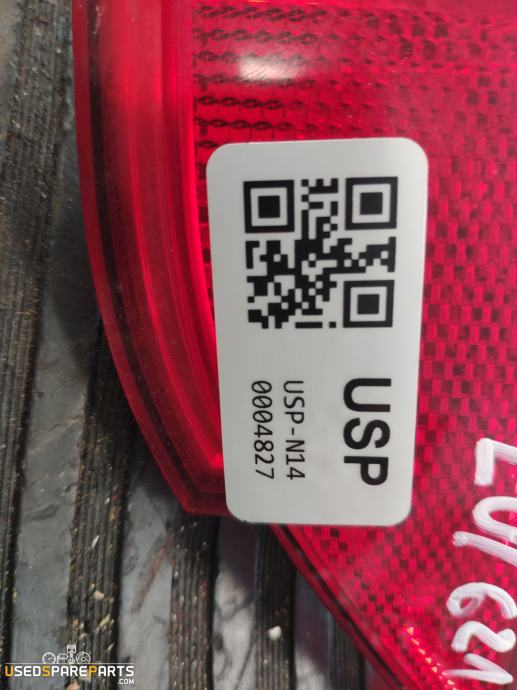 USP
USP-N14
0004827
USEDSPAREPARTS
.COM